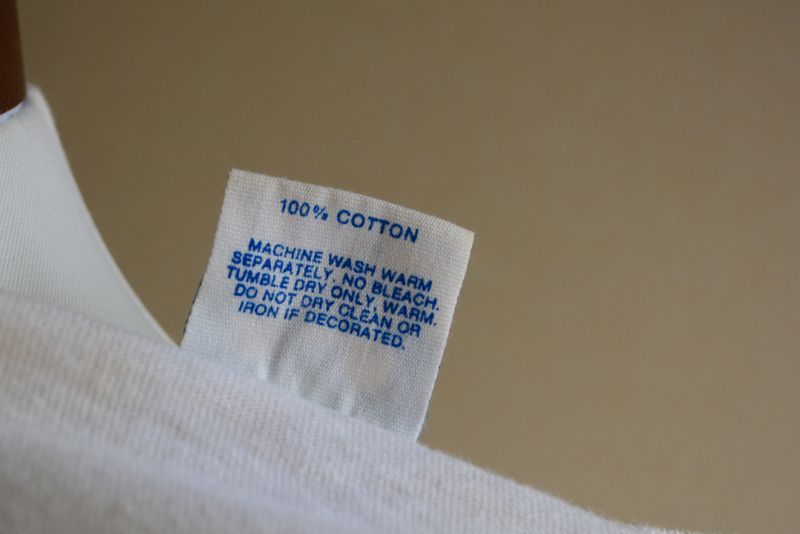 100% COTTON
MACHINE WASH WARM
SEPARATELY. NO BLEACH.
TUMBLE DRY ONLY, WARM.
DO NOT DRY CLEAN OR
IRON IF DECORATED.